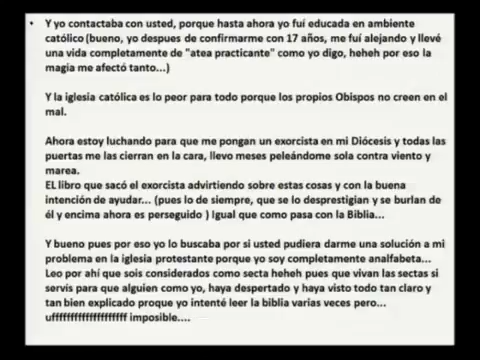 • Y yo contactaba con usted, porque hasta ahora yo fuí educada en ambiente
católico (bueno, yo despues de confirmarme con 17 años, me fuí alejando y llevé
una vida completamente de "atea practicante" como yo digo, heheh por eso la
magía me afectó tanto...)
Y la iglesia católica es lo peor para todo porque los propios Obispos no creen en el
mal.
Ahora estoy luchando para que me pongan un exorcista en mi Diócesis y todas las
puertas me las cierran en la cara, llevo meses peleándome sola contra viento y
marea.
EL libro que sacó el exorcista advirtiendo sobre estas cosas y con la buena
intención de ayudar... (pues lo de siempre, que se lo desprestigian y se burlan de
él y encima ahora es perseguido ) Igual que como pasa con la Biblia...
Y bueno pues por eso yo lo buscaba por si usted pudiera darme una solución a mi
problema en la iglesia protestante porque yo soy completamente analfabeta...
Leo por ahi que sois considerados como secta heheh pues que vivan las sectas si
servis para que alguien como yo, haya despertado y haya visto todo tan claro y
tan bien explicado proque yo intenté leer la biblia varias veces pero...
uffffffffffffffffffff imposible....